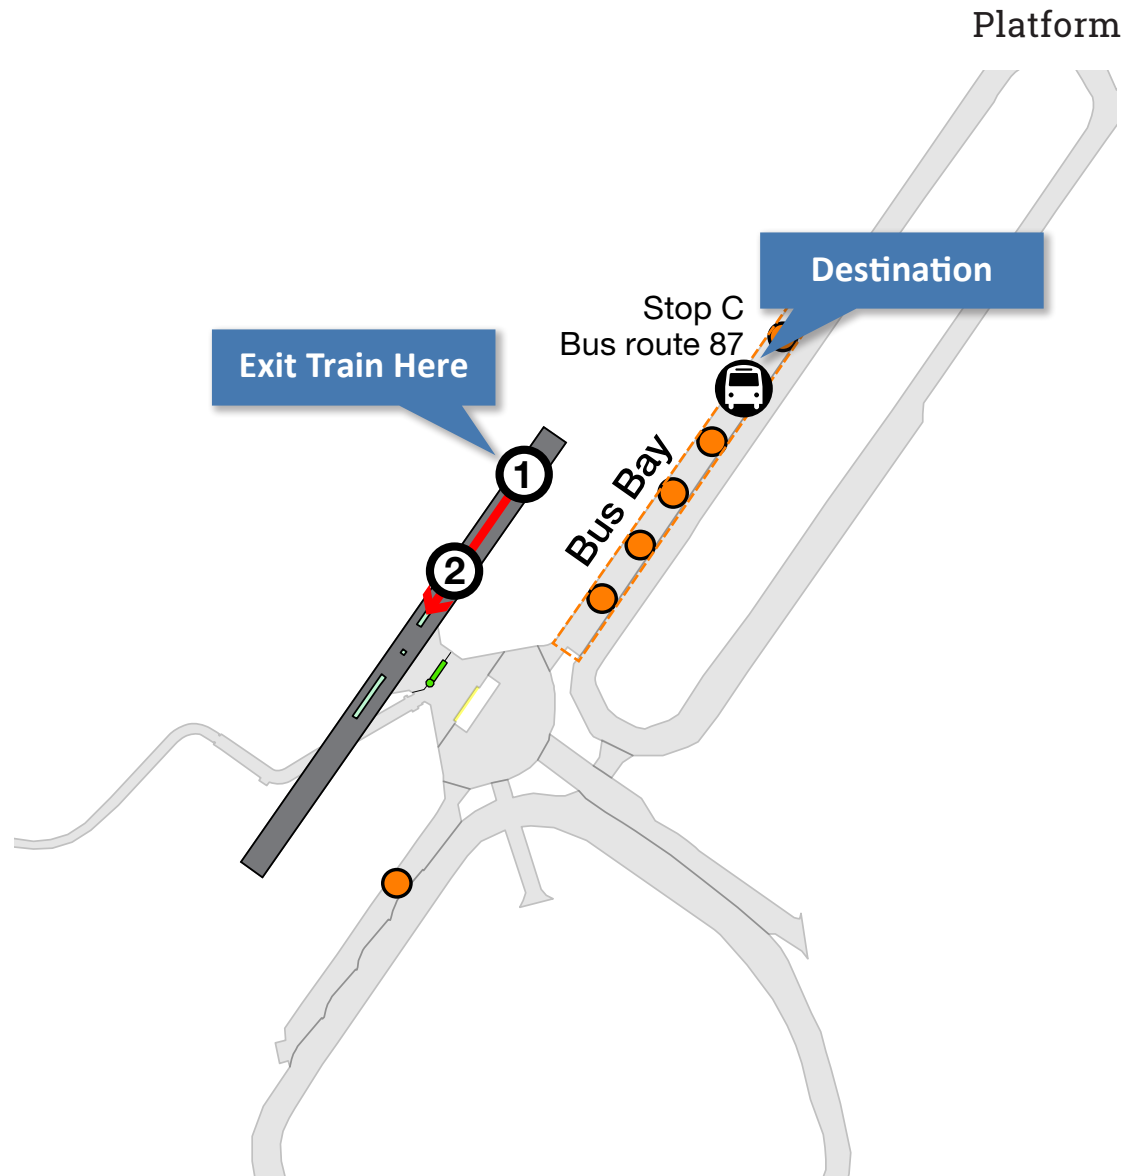 Platform
Destination
Stop C
Bus route 87
Exit Train Here
Bus Bay
1
2